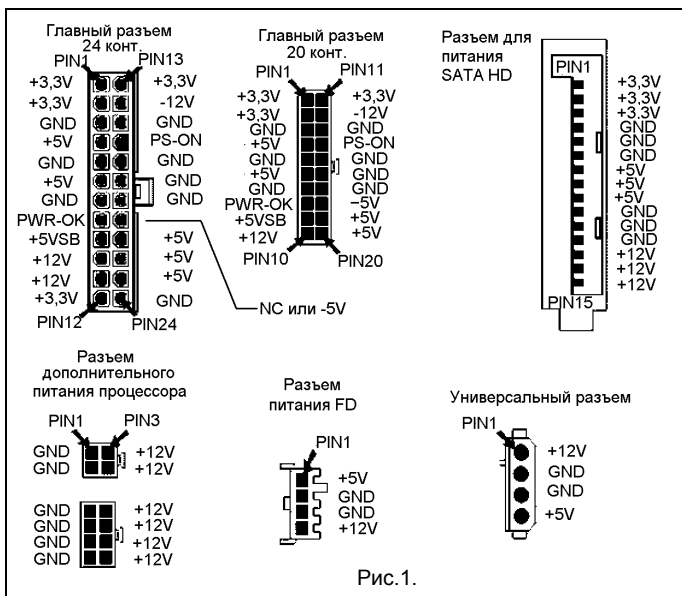 Главный разъем
24 конт.
PIN1 PIN13
+3,3V +3,3V
+3,3V -12V
GND GND
+5V PS-ON
GND GND
+5V GND
GND GND
PWR-OK
+5VSB +5V
+12V +5V
+12V +5V
+3,3V GND
PIN12 PIN24
NC или -5V
Главный разъем
20 конт.
PIN1 PIN11
+3,3V +3,3V
+3,3V -12V
GND GND
+5V PS-ON
GND GND
+5V GND
GND GND
PWR-OK –5V
+5VSB +5V
+12V +5V
PIN10 PIN20
Разъем для
питания
SATA HD
PIN1
+3,3V
+3,3V
+3,3V
GND
GND
GND
+5V
+5V
+5V
GND
GND
GND
+12V
+12V
+12V
PIN15
Разъем
дополнительного
питания процессора
PIN1 PIN3
GND +12V
GND +12V
GND +12V
GND +12V
GND +12V
GND +12V
Разъем
питания FD
PIN1
+5V
GND
GND
+12V
Универсальный разъем
PIN1
+12V
GND
GND
+5V
Рис.1.